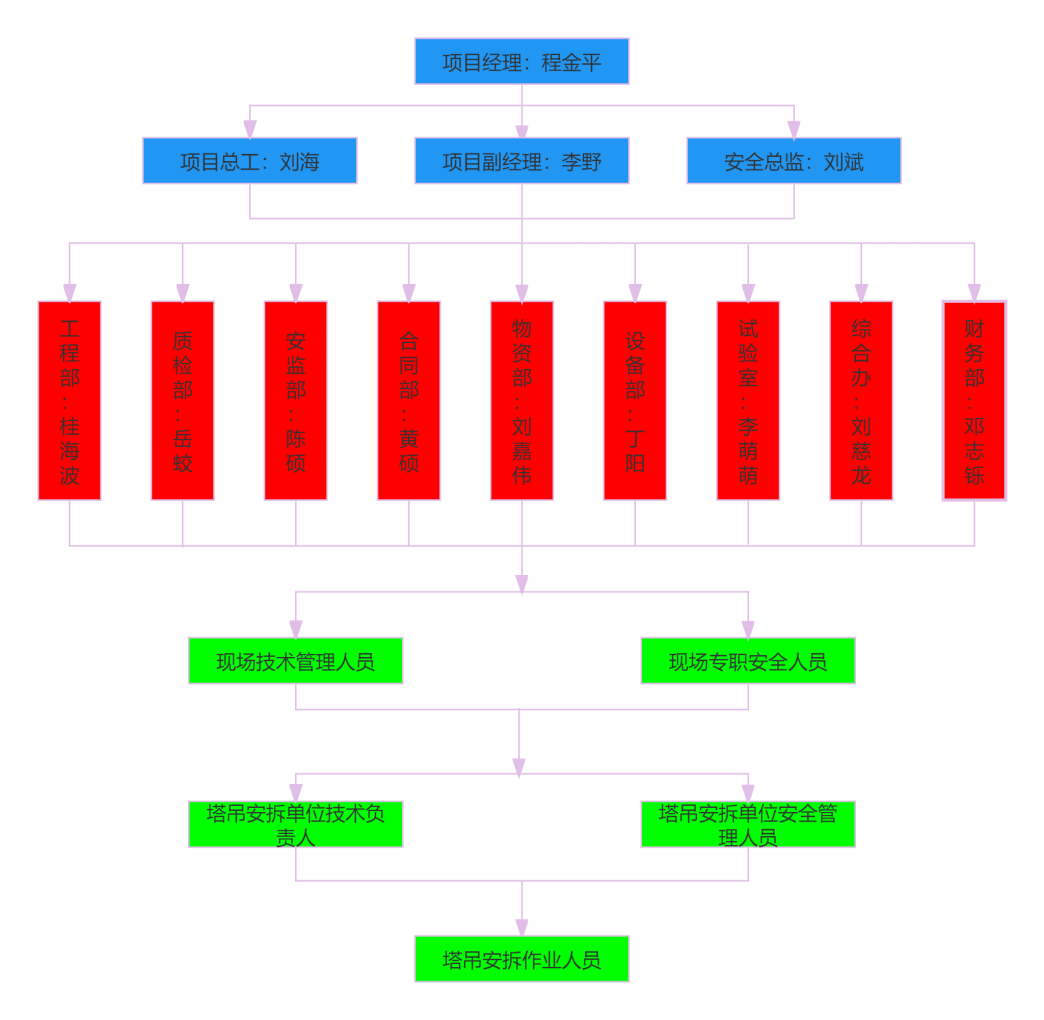 项目经理：程金平
项目总工：刘海
项目副经理：李野
安全总监：刘斌
工程部：桂海波
质检部：岳蛟
安监部：陈硕
合同部：黄硕
物资部：刘嘉伟
设备部：丁阳
试验室：李萌萌
综合办：刘慈龙
财务部：邓志铄
现场技术管理人员
现场专职安全人员
塔吊安拆单位技术负
责人
塔吊安拆单位安全管
理人员
塔吊安拆作业人员